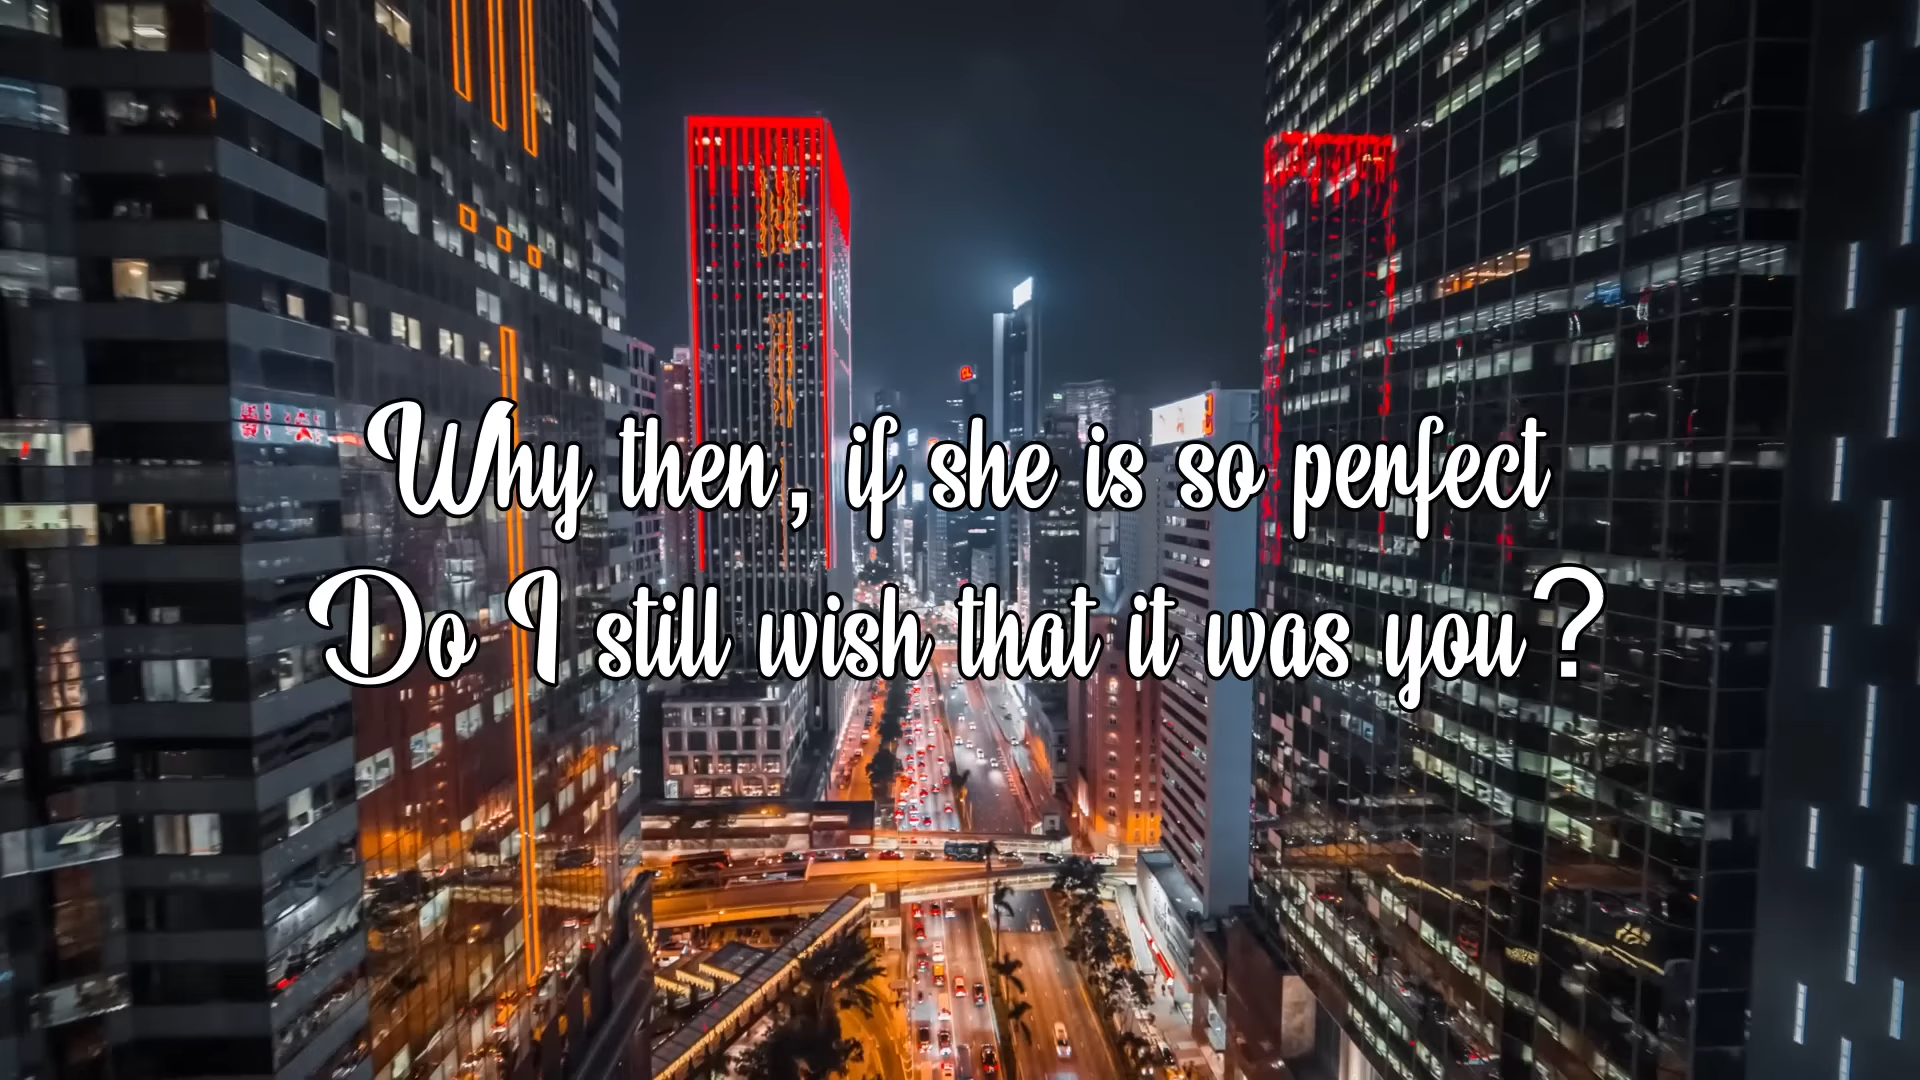 Why then, if she is so perfect
Do I still wish that it was you?